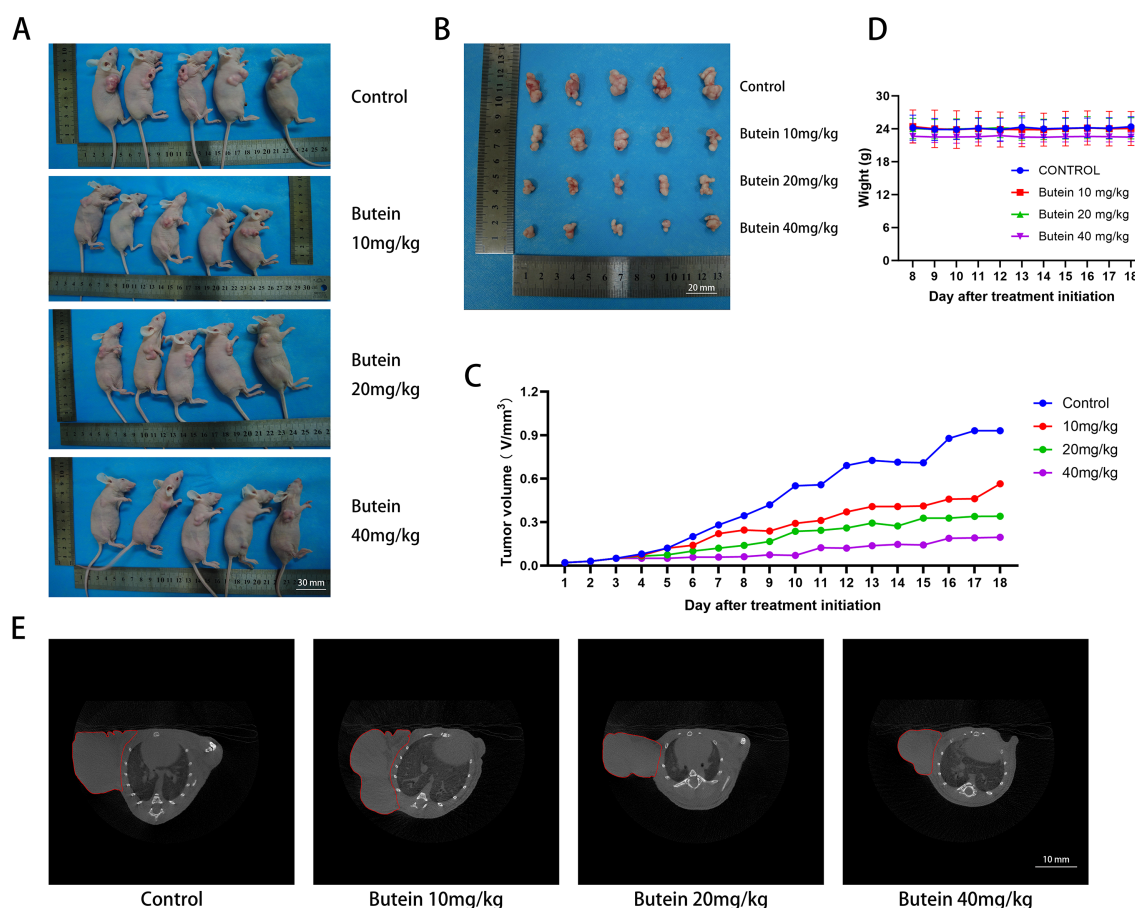 A
Control
Butein
10mg/kg
Butein
20mg/kg
Butein
40mg/kg
30 mm
B
Control
Butein 10mg/kg
Butein 20mg/kg
Butein 40mg/kg
20 mm
D
30
24
18
12
6
0
Wight (g)
CONTROL
Butein 10 mg/kg
Butein 20 mg/kg
Butein 40 mg/kg
8 9 10 11 12 13 14 15 16 17 18
Day after treatment initiation
C
1.2
0.9
0.6
0.3
0.0
Tumor volume ( V/mm³)
Control
10mg/kg
20mg/kg
40mg/kg
1 2 3 4 5 6 7 8 9 10 11 12 13 14 15 16 17 18
Day after treatment initiation
E
10 mm
Control
Butein 10mg/kg
Butein 20mg/kg
Butein 40mg/kg